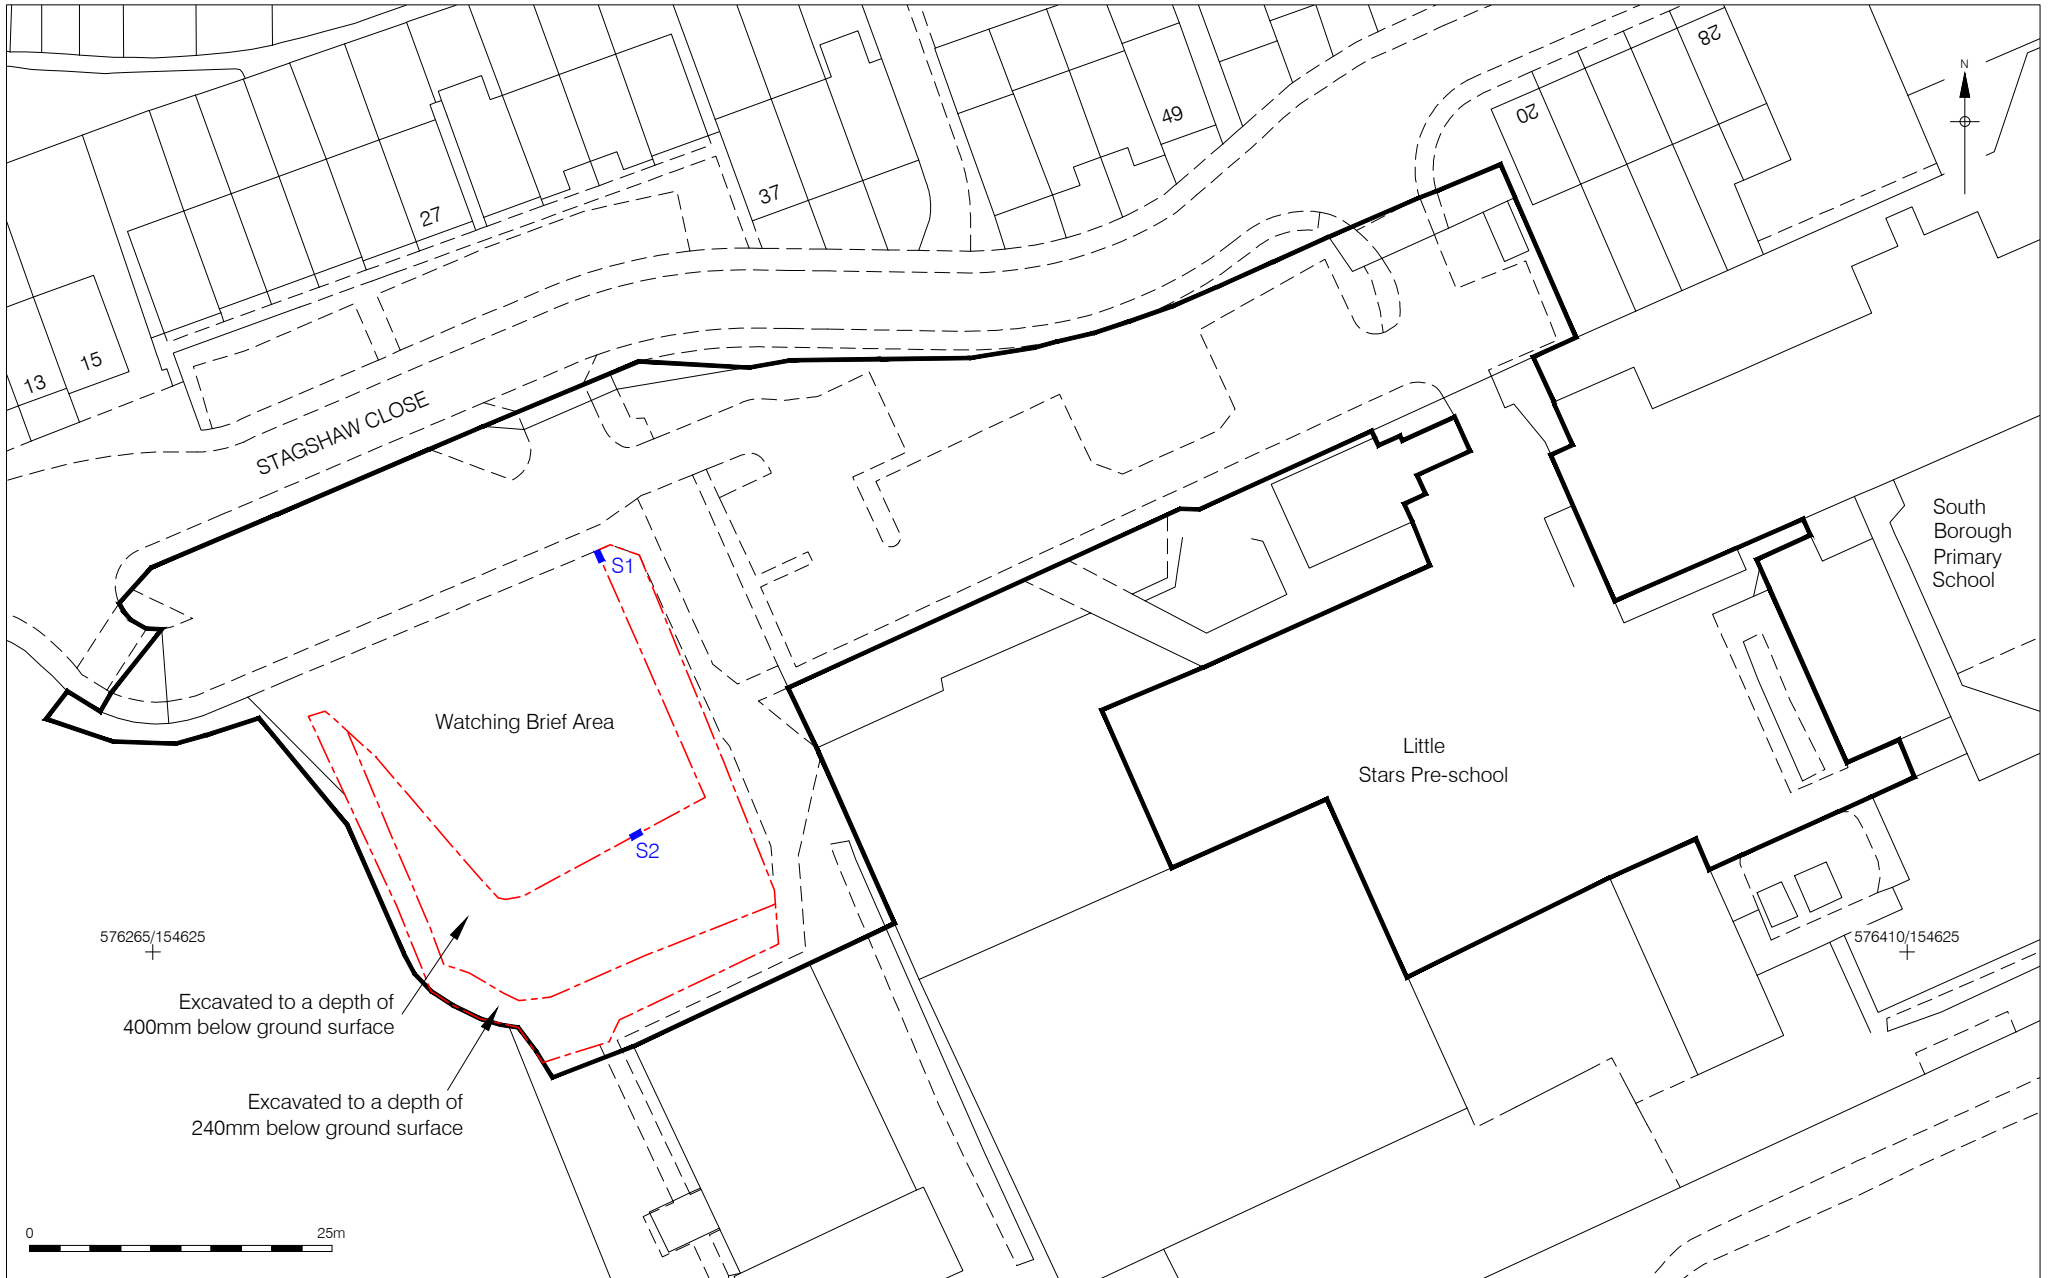 28
N
20
49
37
27
15
13
STAGSHAW CLOSE
South
Borough
Primary
School
S1
Watching Brief Area
Little
Stars Pre-school
S2
576265/154625
576410/154625
Excavated to a depth of
400mm below ground surface
Excavated to a depth of
240mm below ground surface
0 25m